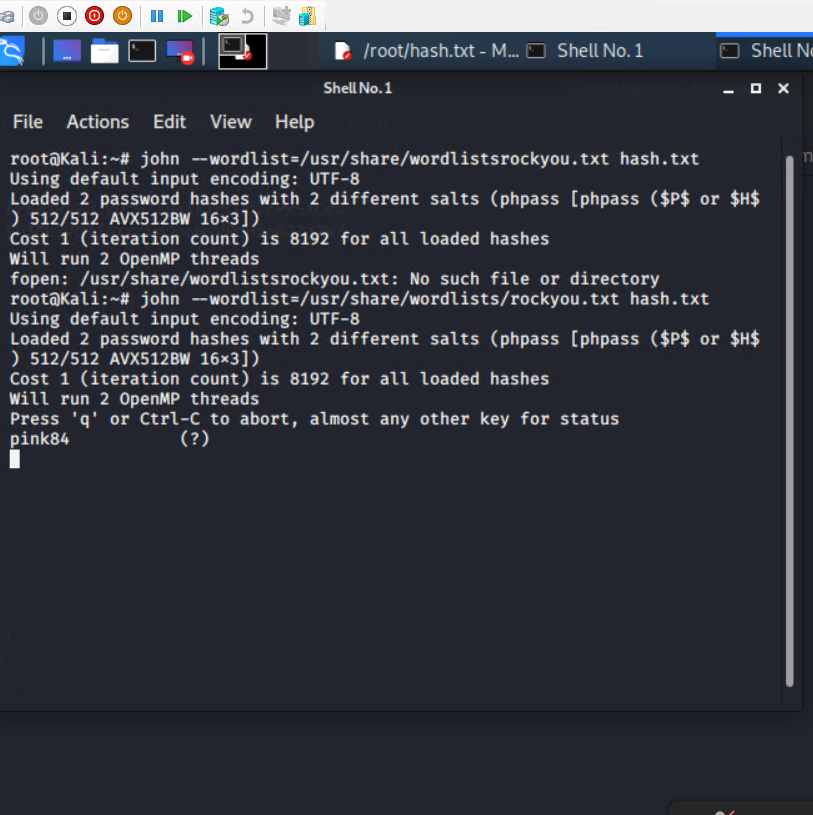 /root/hash.txt - M...
Shell No. 1
Shell No
Shell No. 1
File Actions Edit View Help
root@Kali:~# john --wordlist=/usr/share/wordlistsrockyou.txt hash.txt
Using default input encoding: UTF-8
Loaded 2 password hashes with 2 different salts (phpass [phpass ($P$ or $H$
) 512/512 AVX512BW 16×3])
Cost 1 (iteration count) is 8192 for all loaded hashes
Will run 2 OpenMP threads
fopen: /usr/share/wordlistsrockyou.txt: No such file or directory
root@Kali:~# john --wordlist=/usr/share/wordlists/rockyou.txt hash.txt
Using default input encoding: UTF-8
Loaded 2 password hashes with 2 different salts (phpass [phpass ($P$ or $H$
) 512/512 AVX512BW 16×3])
Cost 1 (iteration count) is 8192 for all loaded hashes
Will run 2 OpenMP threads
Press 'q' or Ctrl-C to abort, almost any other key for status
pink84 (?)